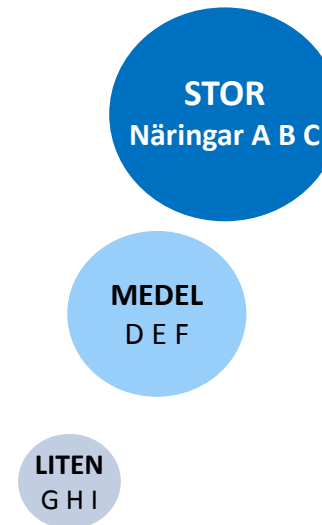 STOR
Näringar A B C
MEDEL
D E F
LITEN
G H I